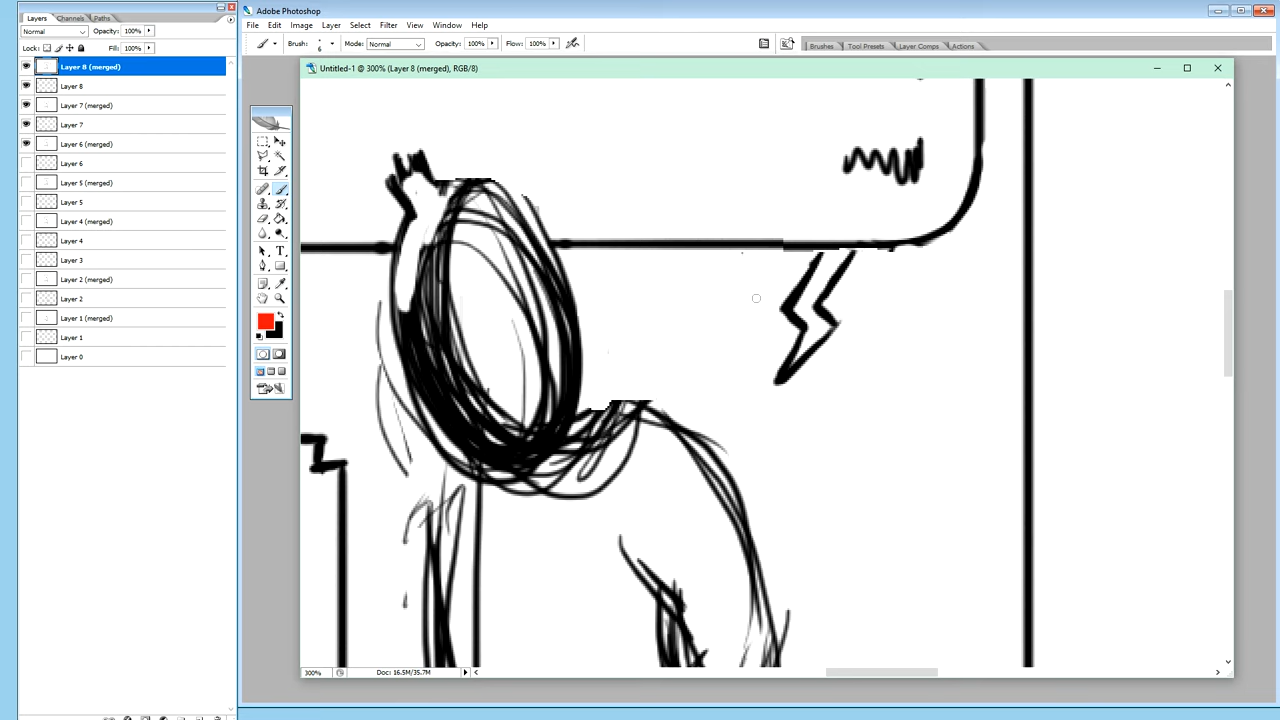 Layers Channels Paths
Normal Opacity: 100%
Lock: Fill: 100%
Layer 8 (merged)
Layer 8
Layer 7 (merged)
Layer 7
Layer 6 (merged)
Layer 6
Layer 5 (merged)
Layer 5
Layer 4 (merged)
Layer 4
Layer 3
Layer 2 (merged)
Layer 2
Layer 1 (merged)
Layer 1
Layer 0
Adobe Photoshop
File Edit Image Layer Select Filter View Window Help
Brush: 6 Mode: Normal Opacity: 100% Flow: 100% Brushes Tool Presets Layer Comps Actions
Untitled-1 @ 300% (Layer 8 (merged), RGB/8)
T
300% Doc: 16.5M/35.7M